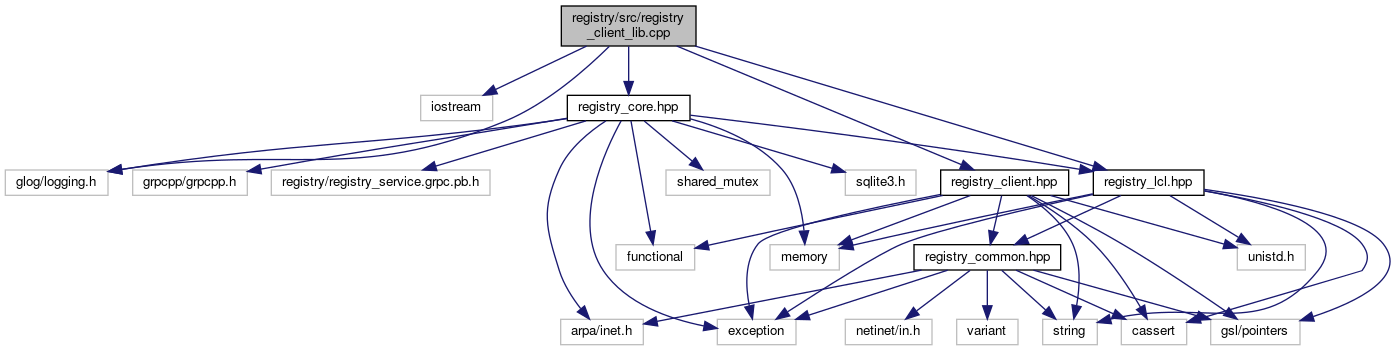 registry/src/registry
_client_lib.cpp
iostream
registry_core.hpp
glog/logging.h
grpcpp/grpcpp.h
registry/registry_service.grpc.pb.h
shared_mutex
sqlite3.h
registry_client.hpp
registry_lcl.hpp
functional
memory
registry_common.hpp
unistd.h
arpa/inet.h
exception
netinet/in.h
variant
string
cassert
gsl/pointers